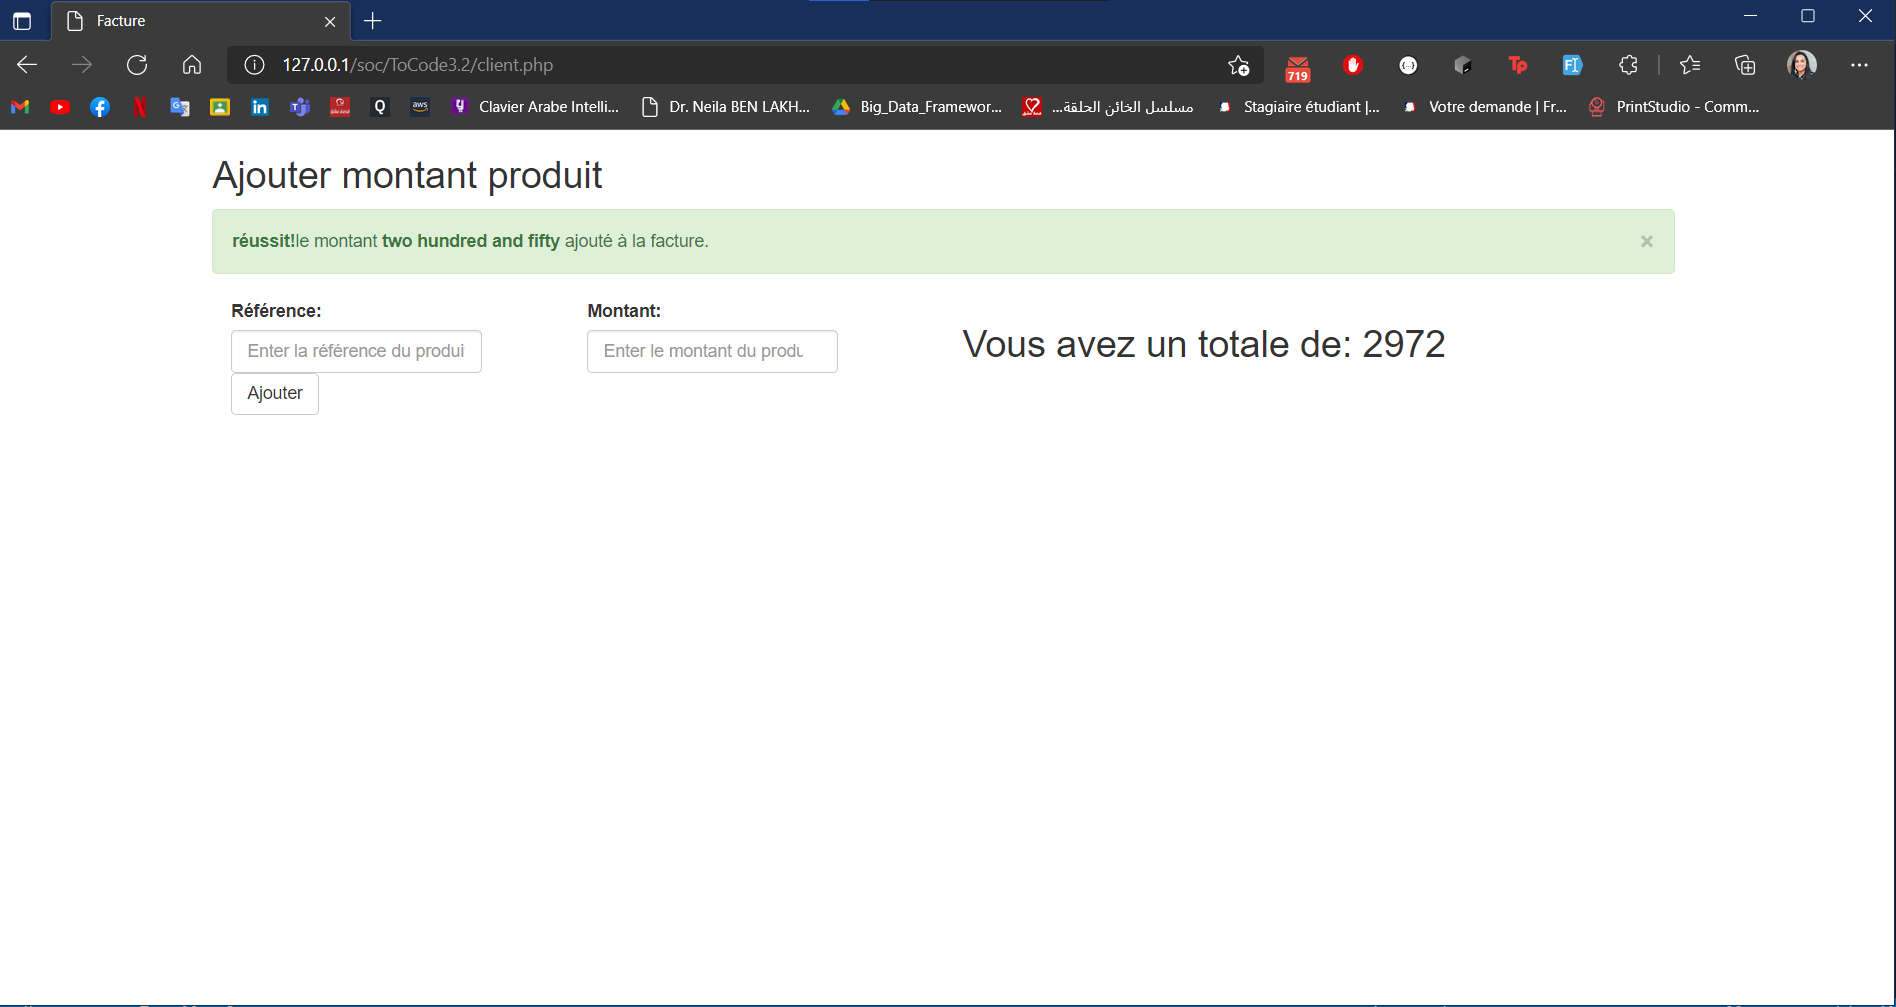 Facture
127.0.0.1/soc/ToCode3.2/client.php
719
Tp
in
Q
aws
Clavier Arabe Intelli...
Dr. Neila BEN LAKH...
Big_Data_Framewor...
مسلسل الخائن الحلقة...
Stagiaire étudiant |...
Votre demande | Fr...
PrintStudio - Comm...
Ajouter montant produit
réussit!le montant two hundred and fifty ajouté à la facture.
×
Référence:
Montant:
Enter la référence du produi
Enter le montant du produ
Vous avez un totale de: 2972
Ajouter